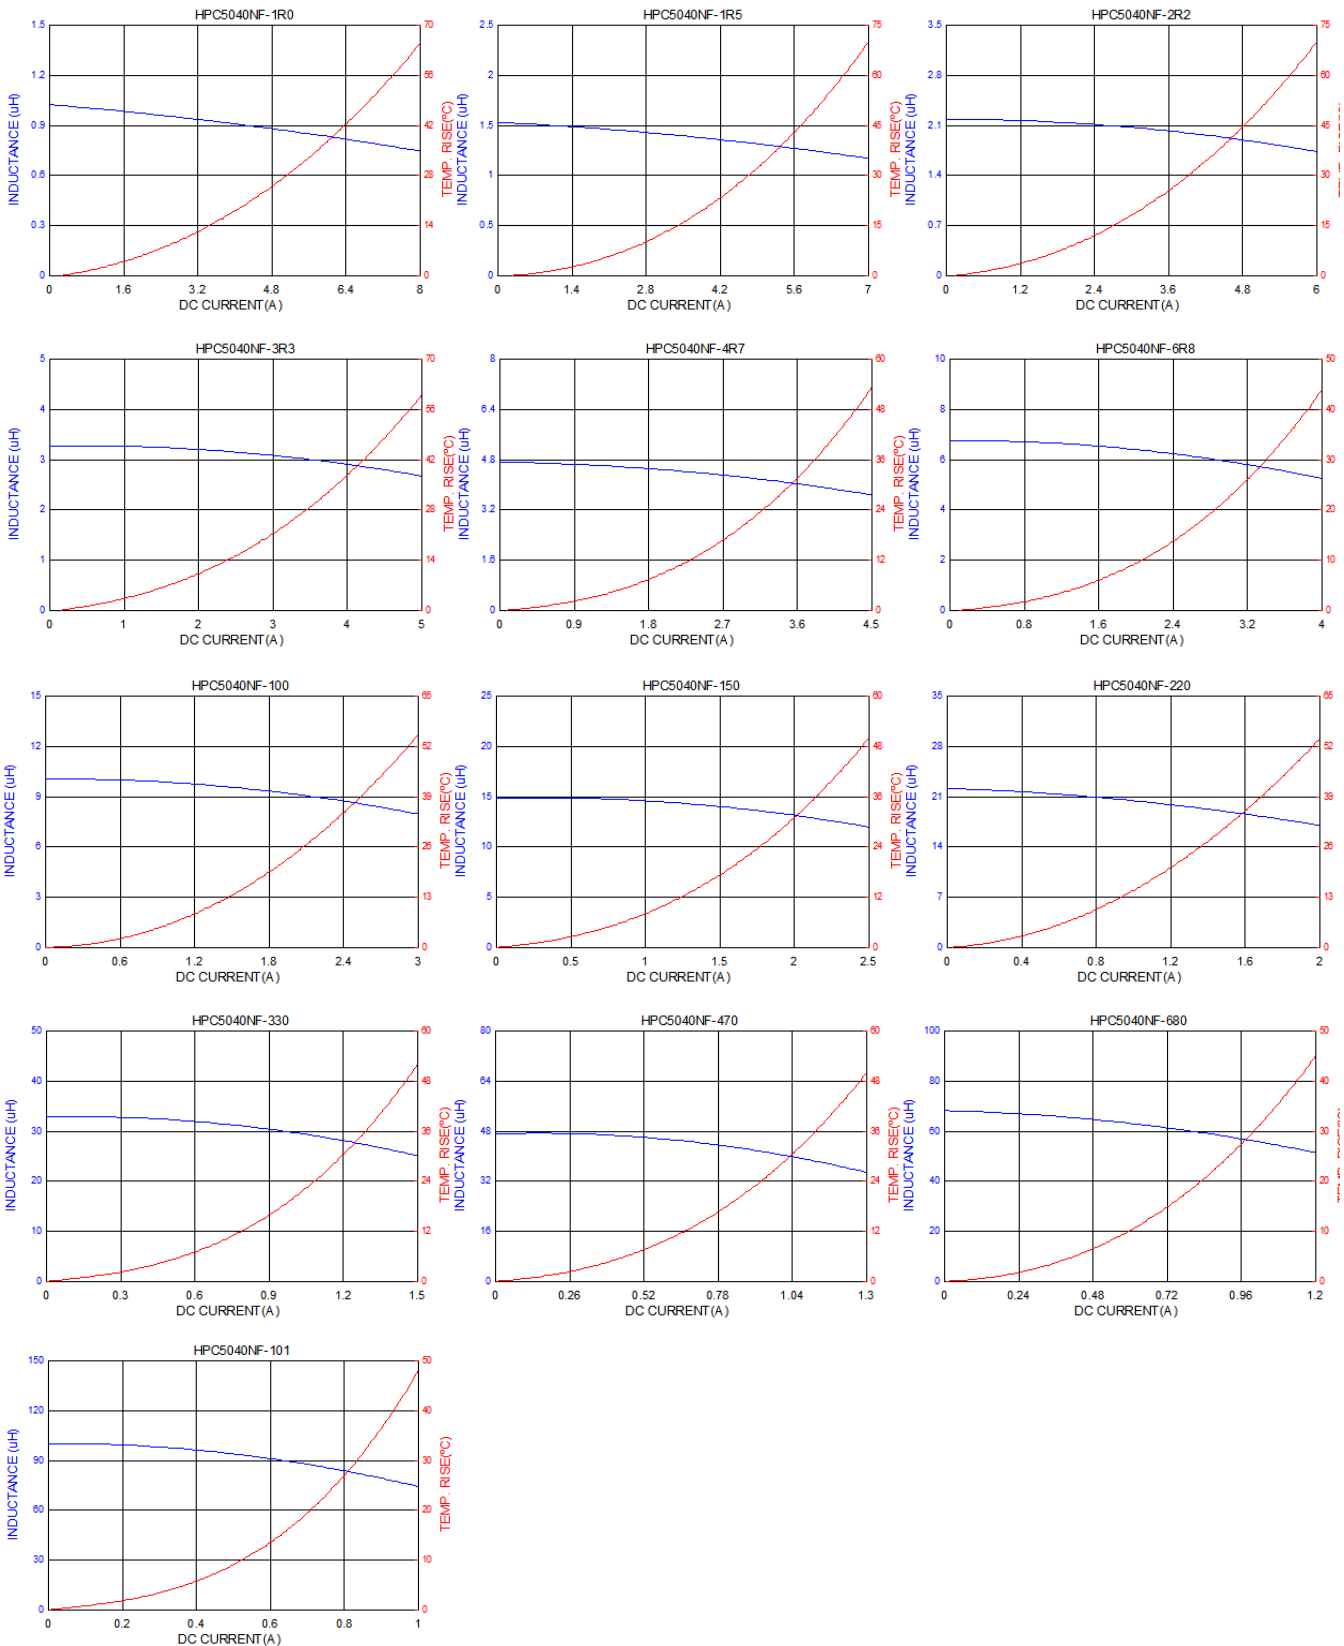 HPC5040NF-1R0
INDUCTANCE (uH)
1.5
1.2
0.9
0.6
0.3
0
70
56
42
28
14
0
TEMP. RISE(ºC)
0 1.6 3.2 4.8 6.4 8
DC CURRENT(A)
HPC5040NF-1R5
INDUCTANCE (uH)
2.5
2
1.5
1
0.5
0
75
60
45
30
15
0
TEMP. RISE(ºC)
0 1.4 2.8 4.2 5.6 7
DC CURRENT(A)
HPC5040NF-2R2
INDUCTANCE (uH)
3.5
2.8
2.1
1.4
0.7
0
75
60
45
30
15
0
0 1.2 2.4 3.6 4.8 6
DC CURRENT(A)
HPC5040NF-3R3
INDUCTANCE (uH)
5
4
3
2
1
0
70
56
42
28
14
0
TEMP. RISE(ºC)
0 1 2 3 4 5
DC CURRENT(A)
HPC5040NF-4R7
INDUCTANCE (uH)
8
6.4
4.8
3.2
1.6
0
60
48
36
24
12
0
TEMP. RISE(ºC)
0 0.9 1.8 2.7 3.6 4.5
DC CURRENT(A)
HPC5040NF-6R8
INDUCTANCE (uH)
10
8
6
4
2
0
50
40
30
20
10
0
0 0.8 1.6 2.4 3.2 4
DC CURRENT(A)
HPC5040NF-100
INDUCTANCE (uH)
15
12
9
6
3
0
65
52
39
26
13
0
TEMP. RISE(ºC)
0 0.6 1.2 1.8 2.4 3
DC CURRENT(A)
HPC5040NF-150
INDUCTANCE (uH)
25
20
15
10
5
0
60
48
36
24
12
0
TEMP. RISE(ºC)
0 0.5 1 1.5 2 2.5
DC CURRENT(A)
HPC5040NF-220
INDUCTANCE (uH)
35
28
21
14
7
0
65
52
39
26
13
0
0 0.4 0.8 1.2 1.6 2
DC CURRENT(A)
HPC5040NF-330
INDUCTANCE (uH)
50
40
30
20
10
0
60
48
36
24
12
0
TEMP. RISE(ºC)
0 0.3 0.6 0.9 1.2 1.5
DC CURRENT(A)
HPC5040NF-470
INDUCTANCE (uH)
80
64
48
32
16
0
60
48
36
24
12
0
TEMP. RISE(ºC)
0 0.26 0.52 0.78 1.04 1.3
DC CURRENT(A)
HPC5040NF-680
INDUCTANCE (uH)
100
80
60
40
20
0
50
40
30
20
10
0
0 0.24 0.48 0.72 0.96 1.2
DC CURRENT(A)
HPC5040NF-101
INDUCTANCE (uH)
150
120
90
60
30
0
50
40
30
20
10
0
TEMP. RISE(ºC)
0 0.2 0.4 0.6 0.8 1
DC CURRENT(A)